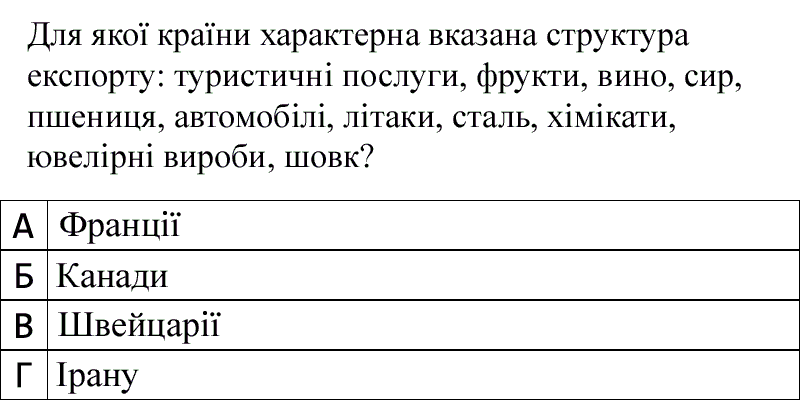 Для якої країни характерна вказана структура
експорту: туристичні послуги, фрукти, вино, сир,
пшениця, автомобілі, літаки, сталь, хімікати,
ювелірні вироби, шовк?
А Франції
Б Канади
В Швейцарії
Г Ірану